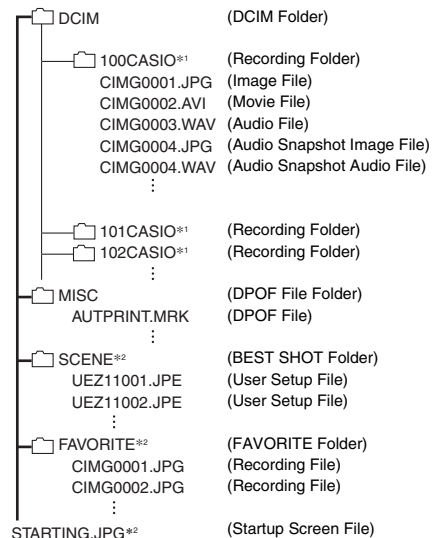 DCIM (DCIM Folder)
100CASIO*1 (Recording Folder)
CIMG0001.JPG (Image File)
CIMG0002.AVI (Movie File)
CIMG0003.WAV (Audio File)
CIMG0004.JPG (Audio Snapshot Image File)
CIMG0004.WAV (Audio Snapshot Audio File)
101CASIO*1 (Recording Folder)
102CASIO*1 (Recording Folder)
MISC (DPOF File Folder)
AUTPRINT.MRK (DPOF File)
SCENE*2 (BEST SHOT Folder)
UEZ11001.JPE (User Setup File)
UEZ11002.JPE (User Setup File)
FAVORITE*2 (FAVORITE Folder)
CIMG0001.JPG (Recording File)
CIMG0002.JPG (Recording File)
STARTING.JPG*2 (Startup Screen File)